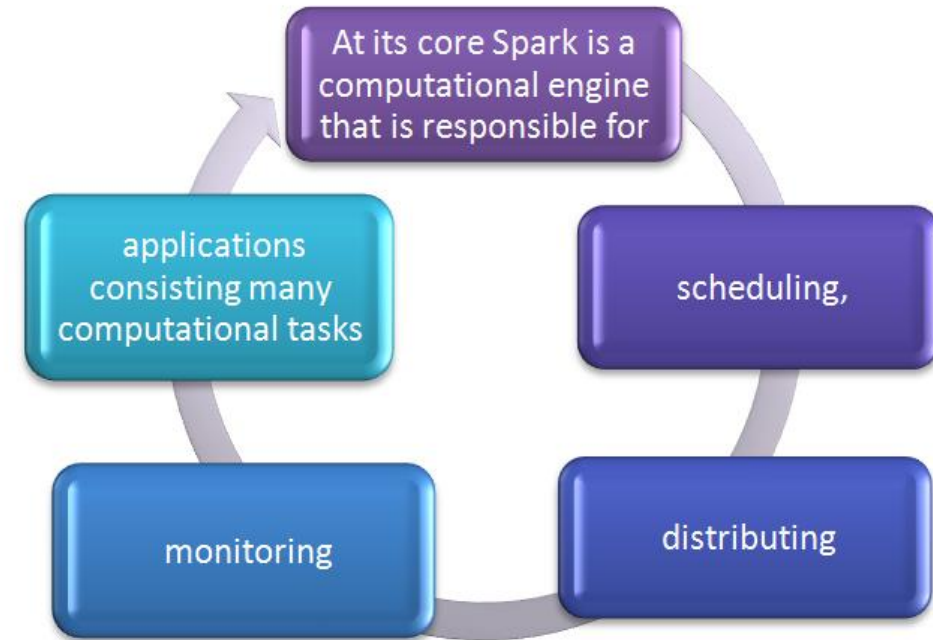 At its core Spark is a
computational engine
that is responsible for
scheduling,
distributing
monitoring
applications
consisting many
computational tasks